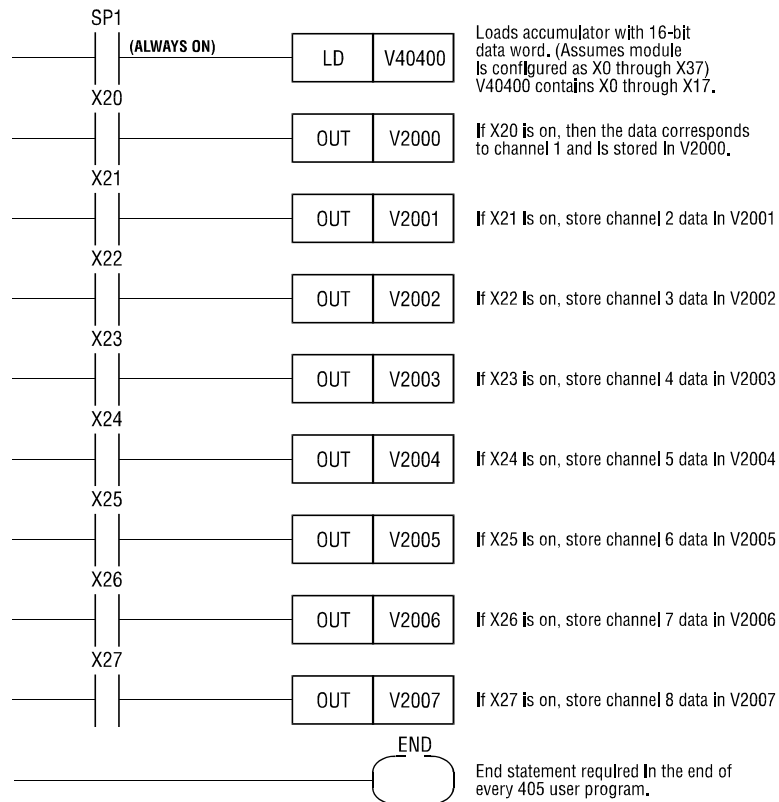 SP1
(ALWAYS ON)
LD V40400
Loads accumulator with 16-bit
data word. (Assumes module
is configured as X0 through X37)
V40400 contains X0 through X17.
X20
OUT V2000
If X20 is on, then the data corresponds
to channel 1 and is stored in V2000.
X21
OUT V2001
If X21 is on, store channel 2 data in V2001
X22
OUT V2002
If X22 is on, store channel 3 data in V2002
X23
OUT V2003
If X23 is on, store channel 4 data in V2003
X24
OUT V2004
If X24 is on, store channel 5 data in V2004
X25
OUT V2005
If X25 is on, store channel 6 data in V2005
X26
OUT V2006
If X26 is on, store channel 7 data in V2006
X27
OUT V2007
If X27 is on, store channel 8 data in V2007
END
End statement required in the end of
every 405 user program.